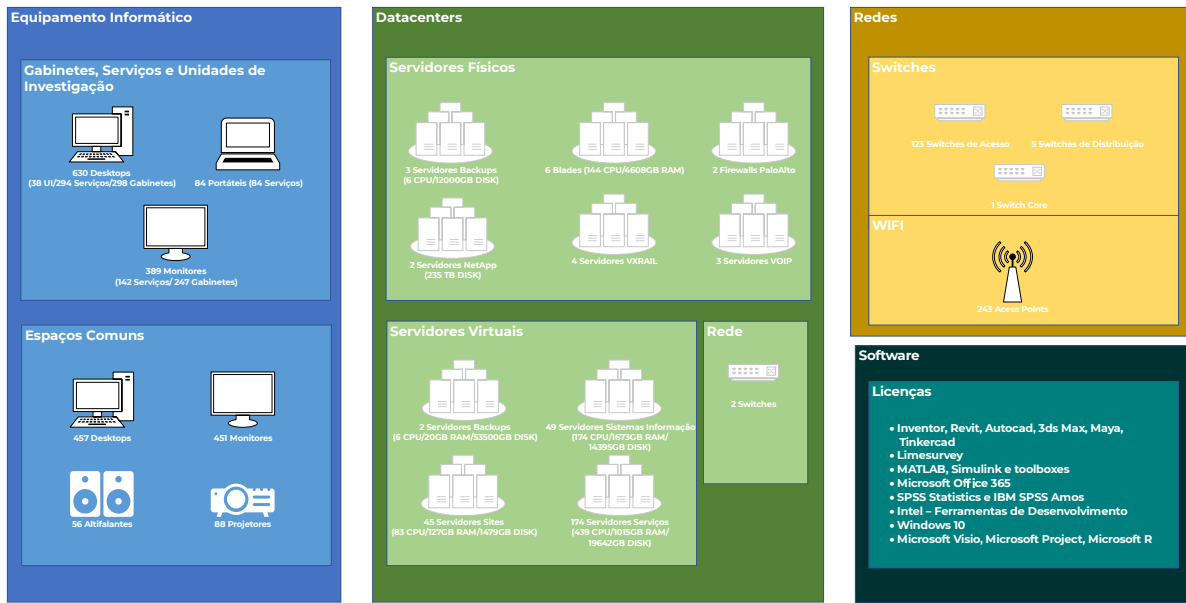 Equipamento Informático
Gabinetes, Serviços e Unidades de
Investigação
630 Desktops
(38 UI/294 Serviços/298 Gabinetes)
84 Portáteis (84 Serviços)
389 Monitores
(142 Serviços/ 247 Gabinetes)
Espaços Comuns
457 Desktops
451 Monitores
56 Altifalantes
88 Projetores
Datacenters
Servidores Físicos
3 Servidores Backups
(6 CPU/12000GB DISK)
6 Blades (144 CPU/4608GB RAM)
2 Firewalls PaloAlto
2 Servidores NetApp
(235 TB DISK)
4 Servidores VXRAIL
3 Servidores VOIP
Servidores Virtuais
2 Servidores Backups
(6 CPU/20GB RAM/53500GB DISK)
49 Servidores Sistemas Informação
(174 CPU/1673GB RAM/
14395GB DISK)
45 Servidores Sites
(83 CPU/127GB RAM/1479GB DISK)
174 Servidores Serviços
(439 CPU/1015GB RAM/
19642GB DISK)
Rede
2 Switches
Redes
Switches
123 Switches de Acesso
5 Switches de Distribuição
1 Switch Core
WIFI
243 Acess Points
Software
Licenças
• Inventor, Revit, Autocad, 3ds Max, Maya,
Tinkercad
• Limesurvey
• MATLAB, Simulink e toolboxes
• Microsoft Office 365
• SPSS Statistics e IBM SPSS Amos
• Intel – Ferramentas de Desenvolvimento
• Windows 10
• Microsoft Visio, Microsoft Project, Microsoft R